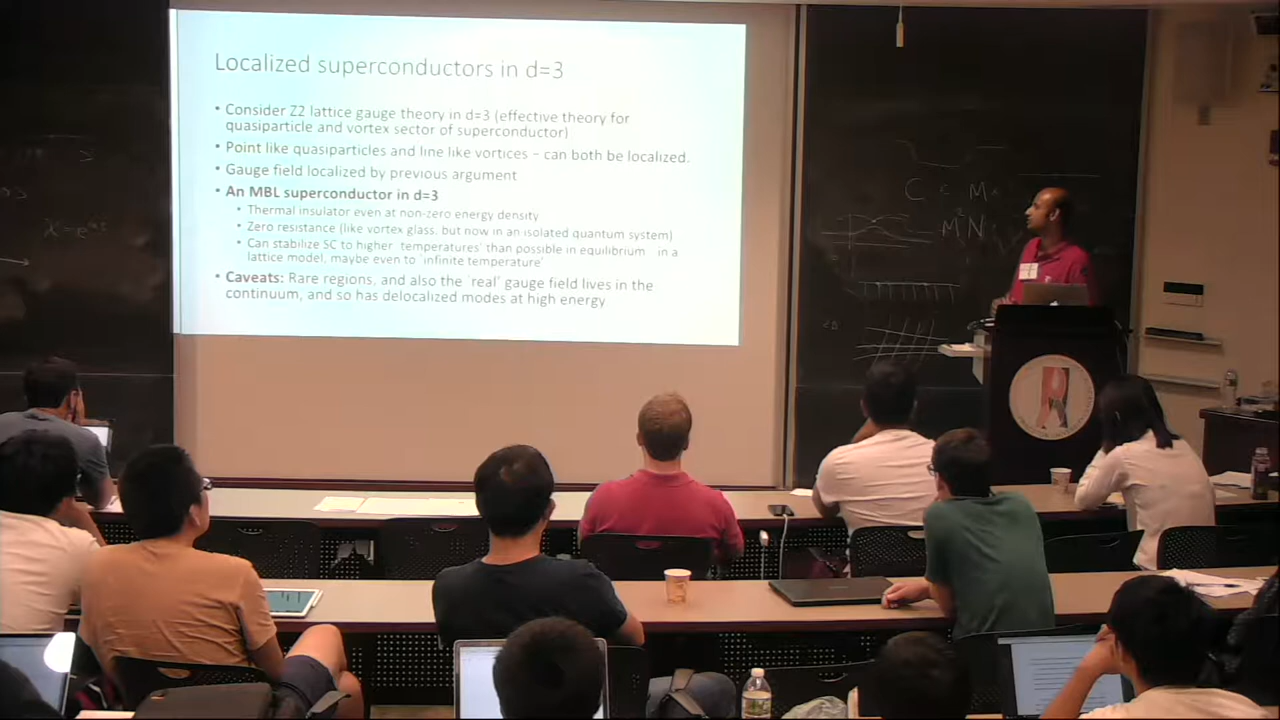 Localized superconductors in d=3
• Consider Z2 lattice gauge theory in d=3 (effective theory for
quasiparticle and vortex sector of superconductor)
• Point like quasiparticles and line like vortices – can both be localized.
• Gauge field localized by previous argument
• An MBL superconductor in d=3
• Thermal insulator even at non-zero energy density
• Zero resistance (like vortex glass, but now in an isolated quantum system)
• Can stabilize SC to higher 'temperatures' than possible in equilibrium in a
lattice model, maybe even to 'infinite temperature'
• Caveats: Rare regions, and also the 'real' gauge field lives in the
continuum, and so has delocalized modes at high energy
C < M
M²N